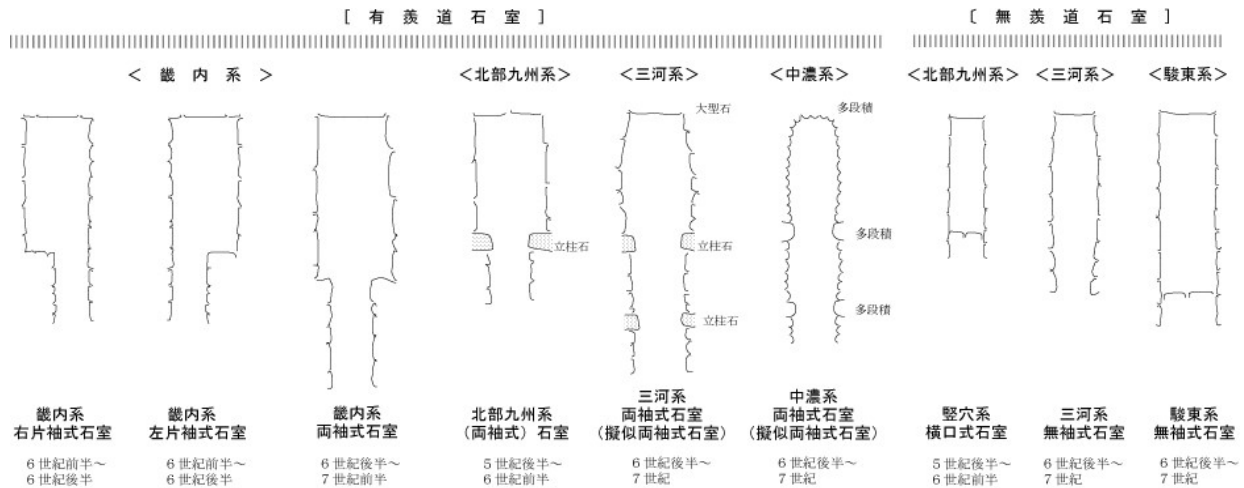 [ 有 羨 道 石 室 ]
[ 無 羨 道 石 室 ]
＜ 畿 内 系 ＞
＜北部九州系＞
＜三河系＞
＜中濃系＞
＜北部九州系＞
＜三河系＞
＜駿東系＞
大型石
多段積
立柱石
立柱石
多段積
立柱石
多段積
畿内系
右片袖式石室
6世紀前半～
6世紀後半
畿内系
左片袖式石室
6世紀前半～
6世紀後半
畿内系
両袖式石室
6世紀後半～
7世紀前半
北部九州系
（両袖式）石室
5世紀後半～
6世紀前半
三河系
両袖式石室
(擬似両袖式石室)
6世紀後半～
7世紀
中濃系
両袖式石室
(擬似両袖式石室)
6世紀後半～
7世紀
竪穴系
横口式石室
5世紀後半～
6世紀前半
三河系
無袖式石室
6世紀後半～
7世紀
駿東系
無袖式石室
6世紀後半～
7世紀